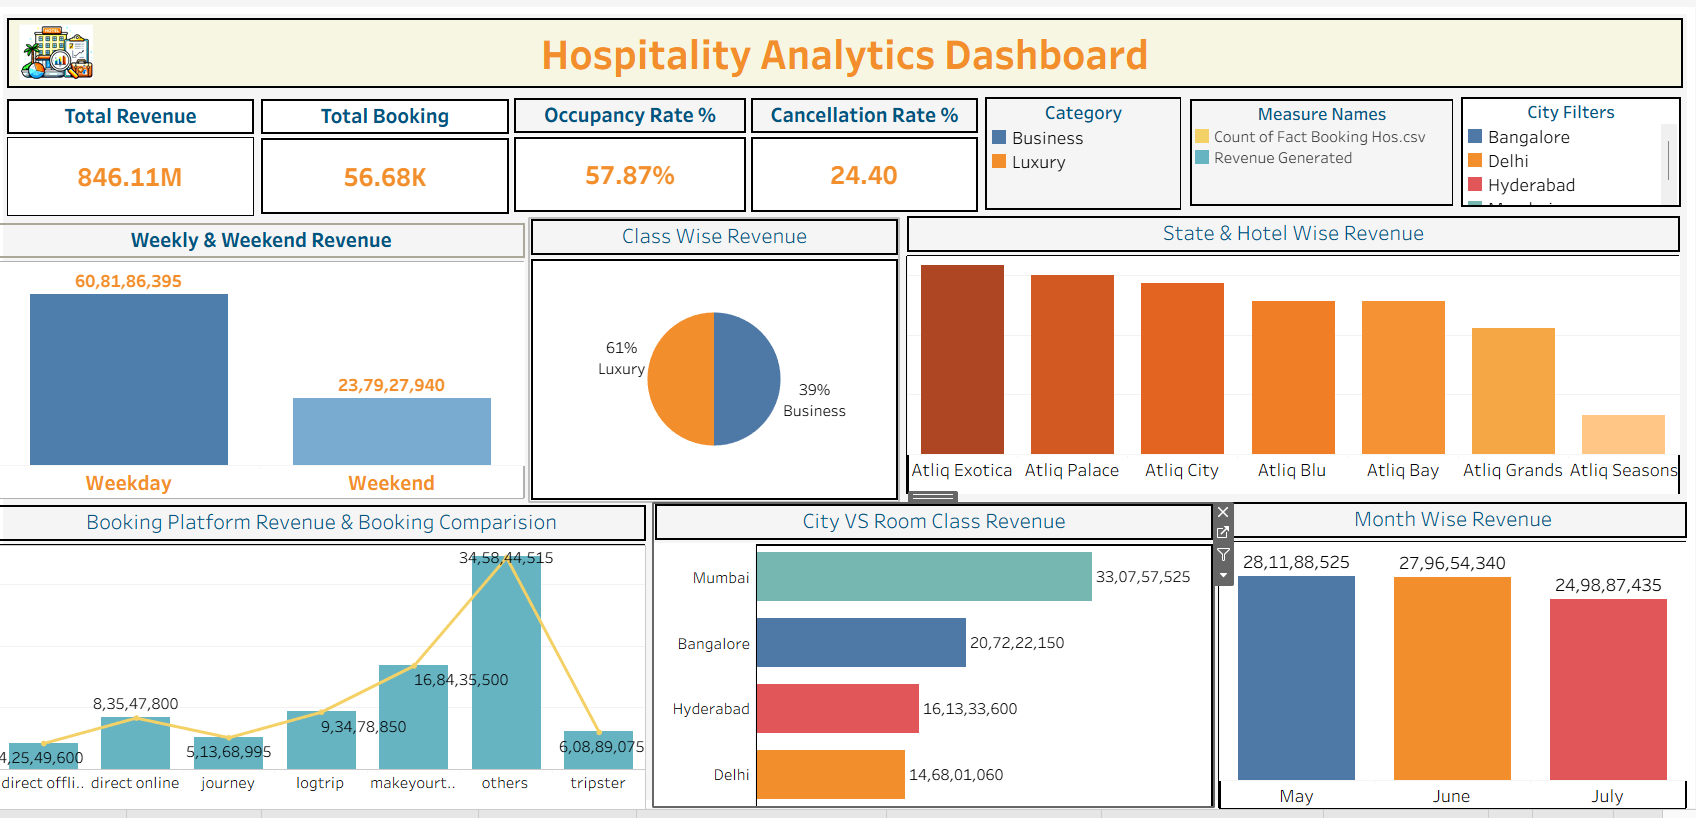 Hospitality Analytics Dashboard
Total Revenue
846.11M
Total Booking
56.68K
Occupancy Rate %
57.87%
Cancellation Rate %
24.40
Category
Business
Luxury
Measure Names
Count of Fact Booking Hos.csv
Revenue Generated
City Filters
Bangalore
Delhi
Hyderabad
Weekly & Weekend Revenue
60,81,86,395
23,79,27,940
Weekday
Weekend
Class Wise Revenue
61%
Luxury
39%
Business
State & Hotel Wise Revenue
Atliq Exotica
Atliq Palace
Atliq City
Atliq Blu
Atliq Bay
Atliq Grands
Atliq Seasons
Booking Platform Revenue & Booking Comparision
4,25,49,600
8,35,47,800
5,13,68,995
9,34,78,850
16,84,35,500
34,58,44,515
6,08,89,075
direct offli..
direct online
journey
logtrip
makeyourt..
others
tripster
City VS Room Class Revenue
Mumbai
33,07,57,525
Bangalore
20,72,22,150
Hyderabad
16,13,33,600
Delhi
14,68,01,060
Month Wise Revenue
28,11,88,525
27,96,54,340
24,98,87,435
May
June
July